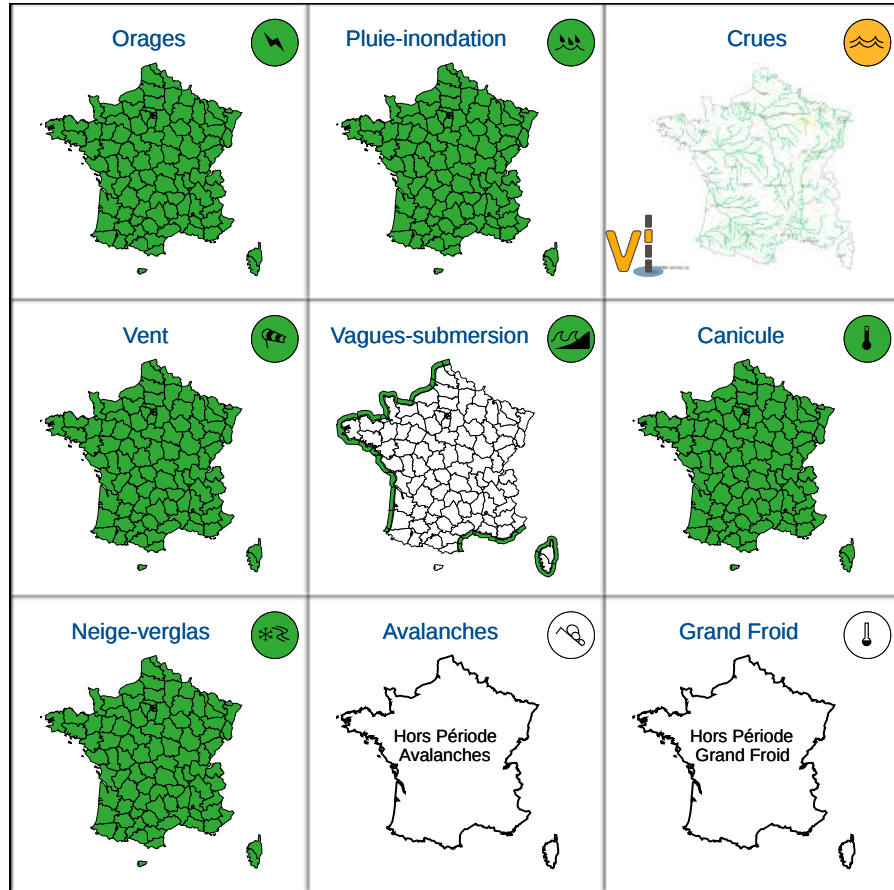 Orages
Pluie-inondation
Crues
Vi
Vent
Vagues-submersion
Canicule
Neige-verglas
Avalanches
Grand Froid
Hors Période
Avalanches
Hors Période
Grand Froid